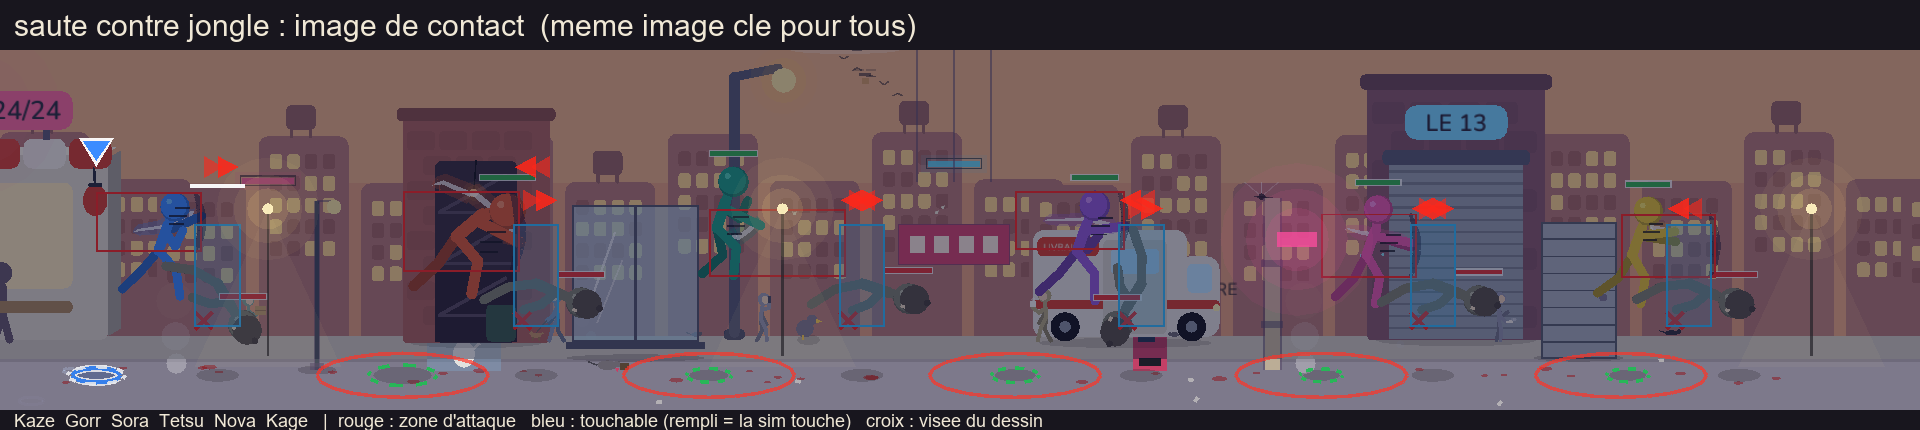 saute contre jongle : image de contact  (meme image cle pour tous)
24/24
LE 13
RE
Kaze  Gorr  Sora  Tetsu  Nova  Kage  |  rouge : zone d'attaque  bleu : touchable (rempli = la sim touche)  croix : visee du dessin